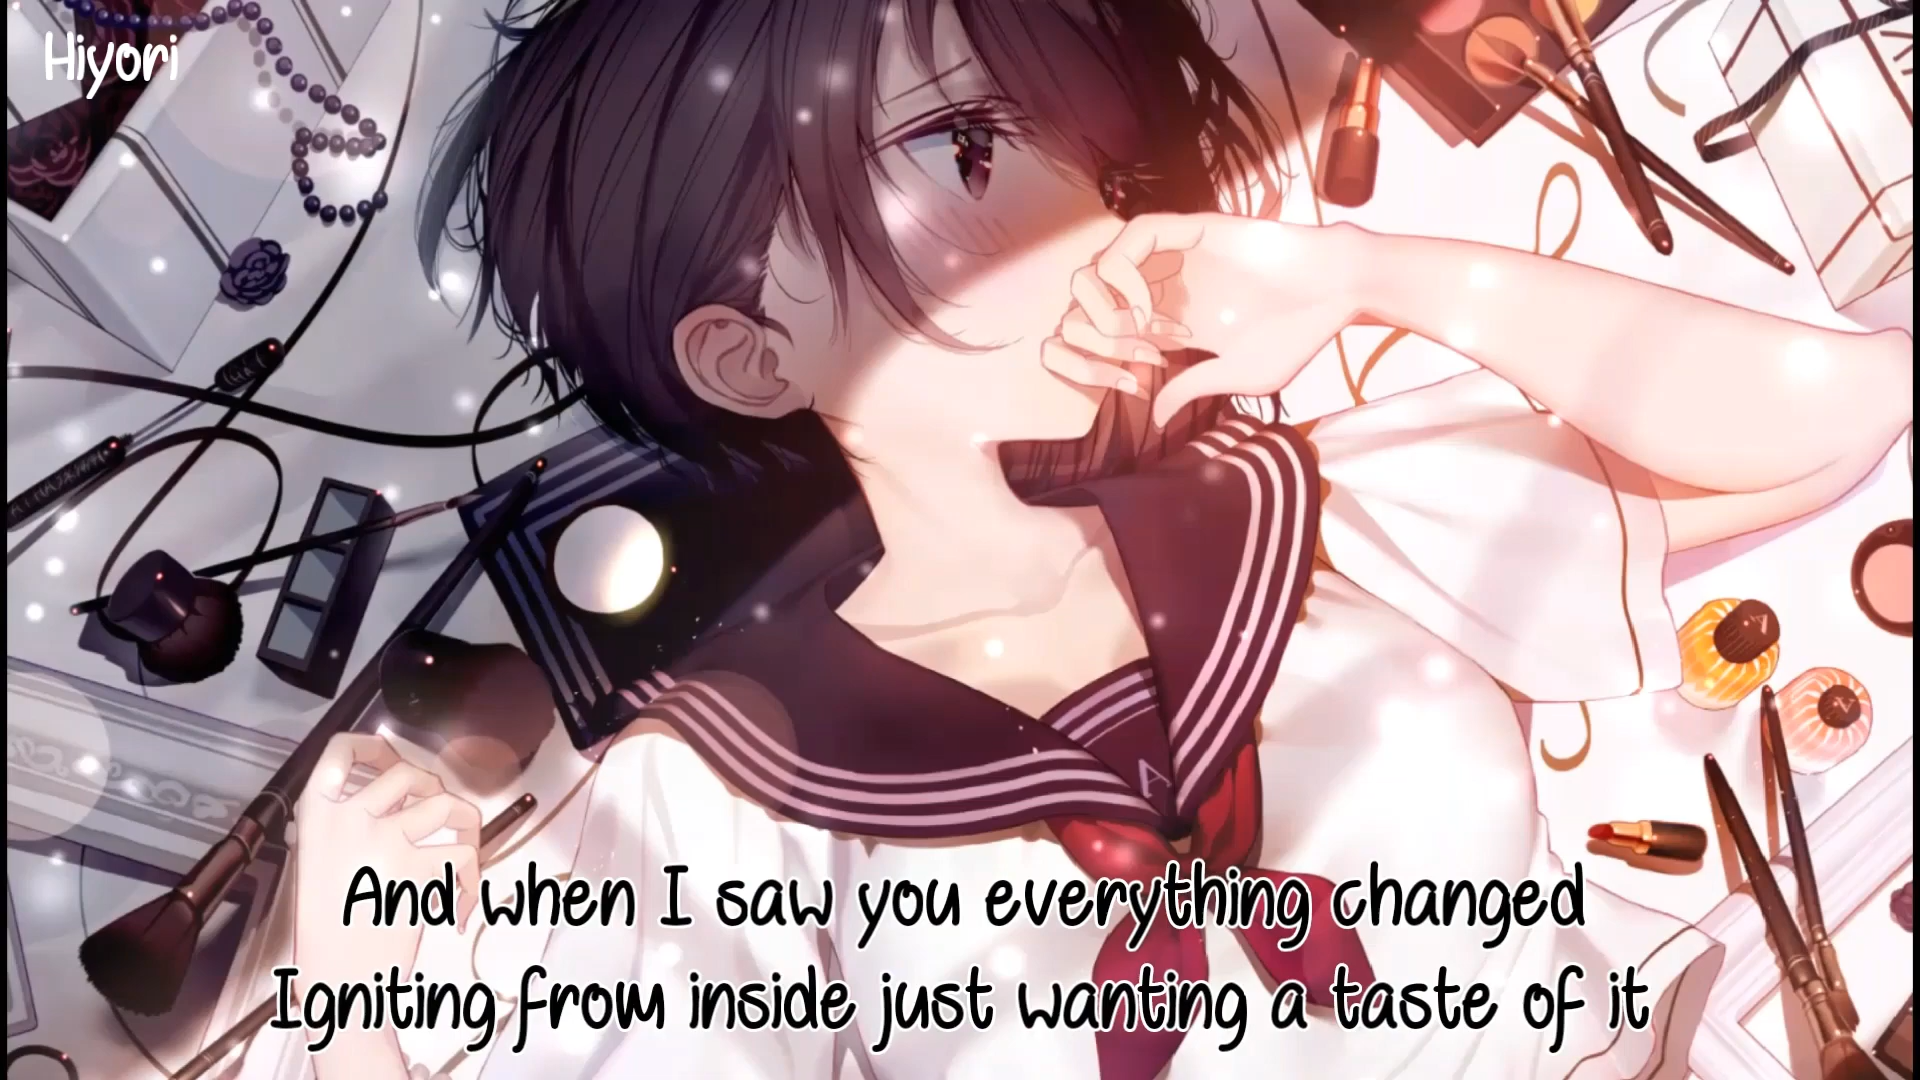 Hiyori
And when I saw you everything changed
Igniting from inside just wanting a taste of it
A